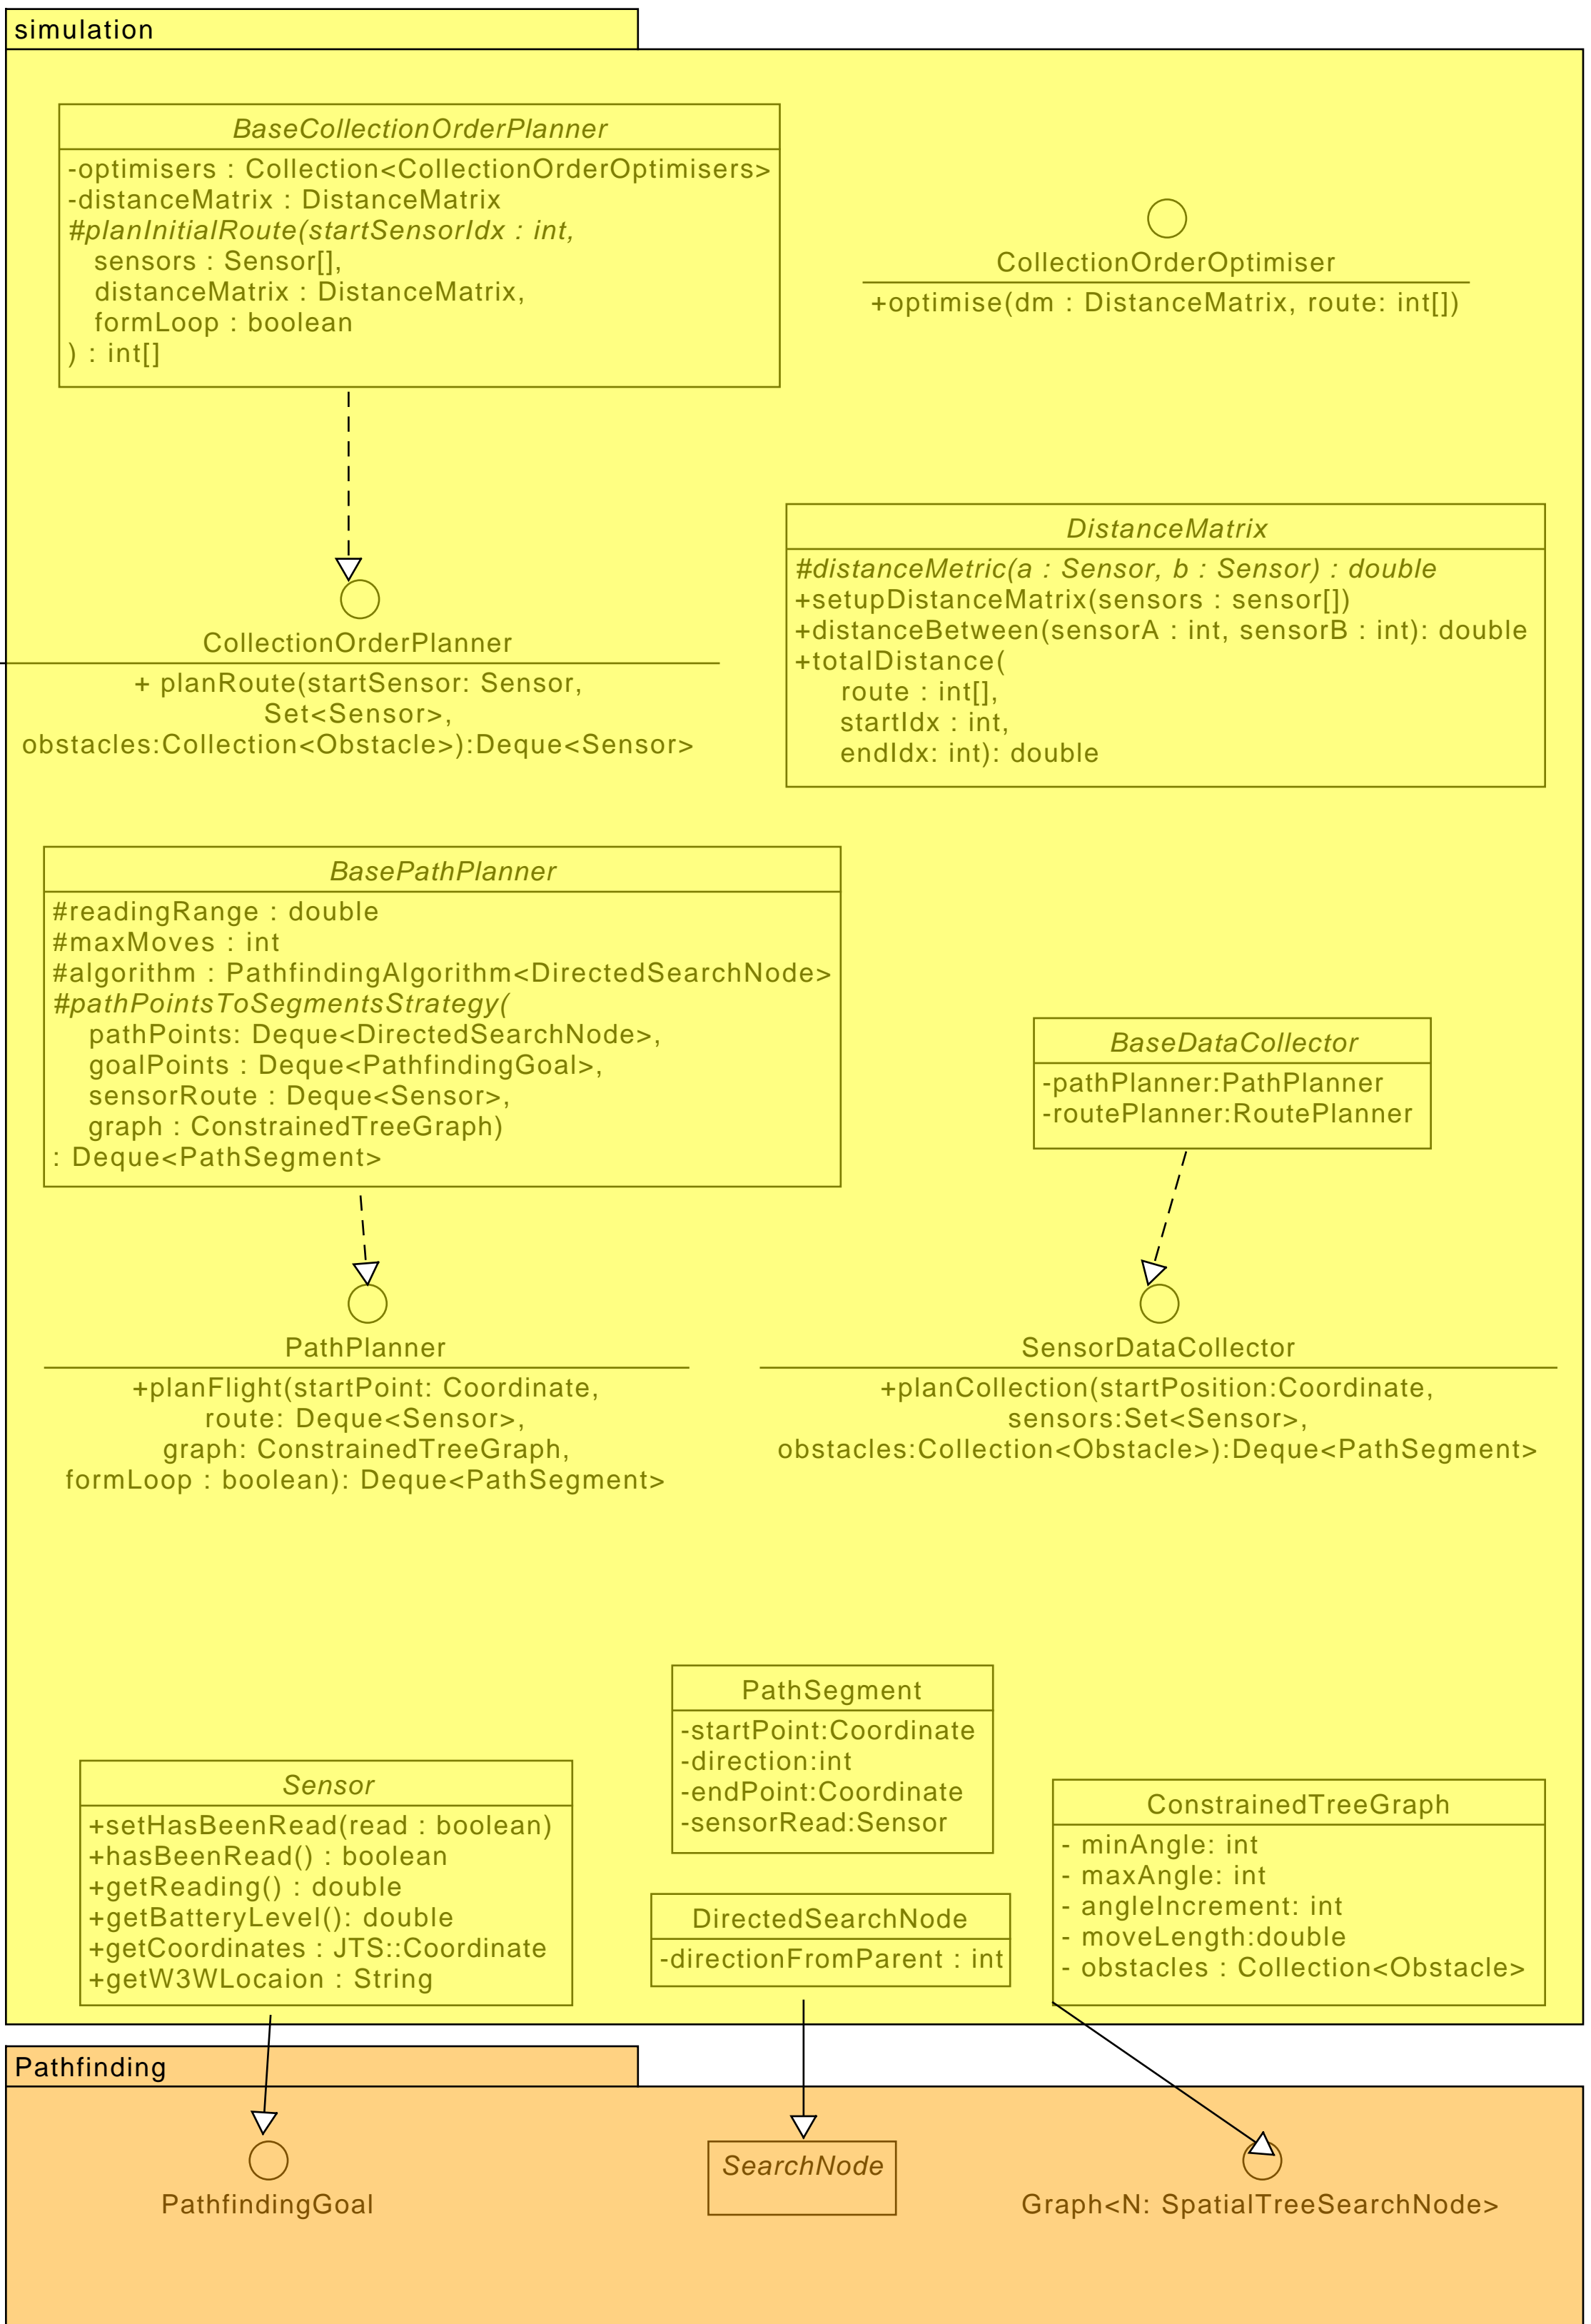 simulation
BaseCollectionOrderPlanner
-optimisers : Collection<CollectionOrderOptimisers>
-distanceMatrix : DistanceMatrix
#planInitialRoute(startSensorIdx : int,
sensors : Sensor[],
distanceMatrix : DistanceMatrix,
formLoop : boolean
) : int[]
CollectionOrderOptimiser
+optimise(dm : DistanceMatrix, route: int[])
CollectionOrderPlanner
+ planRoute(startSensor: Sensor,
Set<Sensor>,
obstacles:Collection<Obstacle>):Deque<Sensor>
DistanceMatrix
#distanceMetric(a : Sensor, b : Sensor) : double
+setupDistanceMatrix(sensors : sensor[])
+distanceBetween(sensorA : int, sensorB : int): double
+totalDistance(
route : int[],
startIdx : int,
endIdx: int): double
BasePathPlanner
#readingRange : double
#maxMoves : int
#algorithm : PathfindingAlgorithm<DirectedSearchNode>
#pathPointsToSegmentsStrategy(
pathPoints: Deque<DirectedSearchNode>,
goalPoints : Deque<PathfindingGoal>,
sensorRoute : Deque<Sensor>,
graph : ConstrainedTreeGraph)
: Deque<PathSegment>
BaseDataCollector
-pathPlanner:PathPlanner
-routePlanner:RoutePlanner
PathPlanner
+planFlight(startPoint: Coordinate,
route: Deque<Sensor>,
graph: ConstrainedTreeGraph,
formLoop : boolean): Deque<PathSegment>
SensorDataCollector
+planCollection(startPosition:Coordinate,
sensors:Set<Sensor>,
obstacles:Collection<Obstacle>):Deque<PathSegment>
PathSegment
-startPoint:Coordinate
-direction:int
-endPoint:Coordinate
-sensorRead:Sensor
Sensor
+setHasBeenRead(read : boolean)
+hasBeenRead() : boolean
+getReading() : double
+getBatteryLevel(): double
+getCoordinates : JTS::Coordinate
+getW3WLocaion : String
DirectedSearchNode
-directionFromParent : int
ConstrainedTreeGraph
- minAngle: int
- maxAngle: int
- angleIncrement: int
- moveLength:double
- obstacles : Collection<Obstacle>
Pathfinding
PathfindingGoal
SearchNode
Graph<N: SpatialTreeSearchNode>